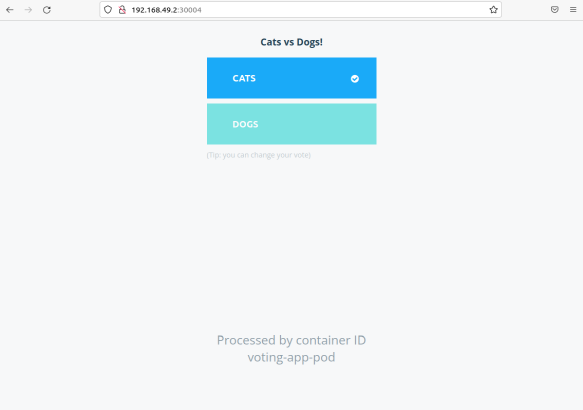 192.168.49.2:30004
Cats vs Dogs!
CATS
DOGS
(Tip: you can change your vote)
Processed by container ID
voting-app-pod